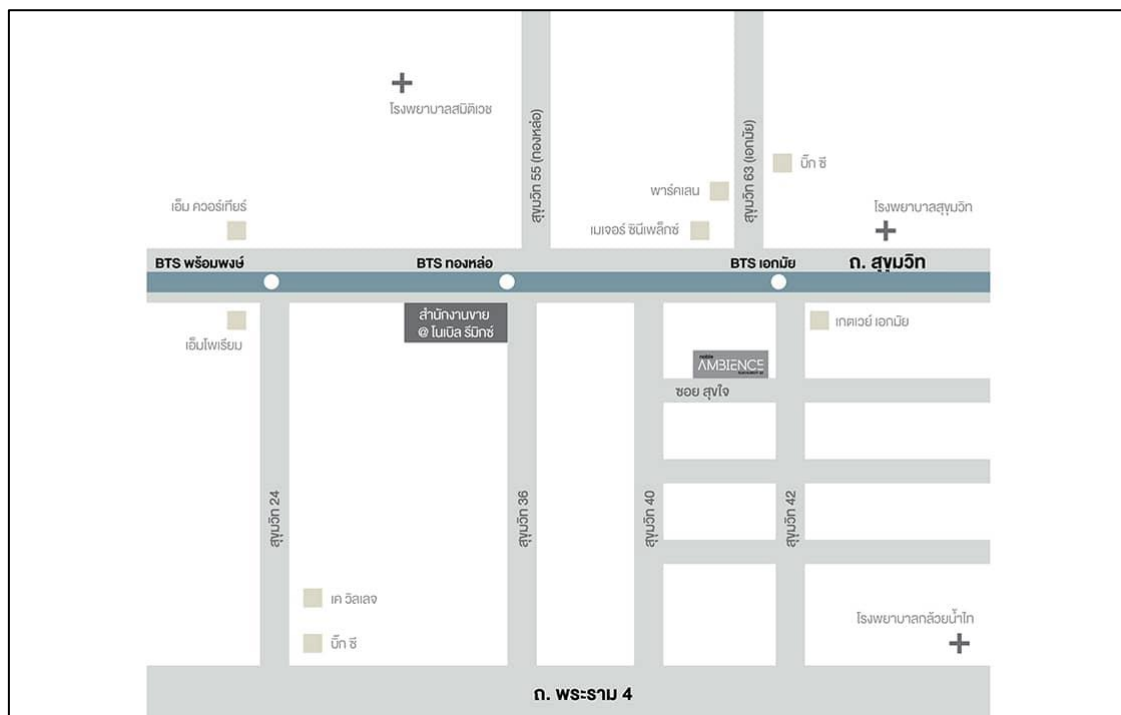 โรงพยาบาลสมิติเวช
สุขุมวิท 55 (ทองหล่อ)
สุขุมวิท 63 (เอกมัย)
บิ๊ก ซี
พาร์คเลน
เอ็ม ควอร์เทียร์
โรงพยาบาลสุขุมวิท
เมเจอร์ ซินีเพล็กซ์
BTS พร้อมพงษ์
BTS ทองหล่อ
BTS เอกมัย
ถ. สุขุมวิท
สำนักงานขาย
@ โนเบิล รีมิกซ์
เกตเวย์ เอกมัย
เอ็มโพเรียม
AMBIENCE
ซอย สุขใจ
สุขุมวิท 24
สุขุมวิท 36
สุขุมวิท 40
สุขุมวิท 42
เค วิลเลจ
โรงพยาบาลกล้วยน้ำไท
บิ๊ก ซี
ถ. พระราม 4